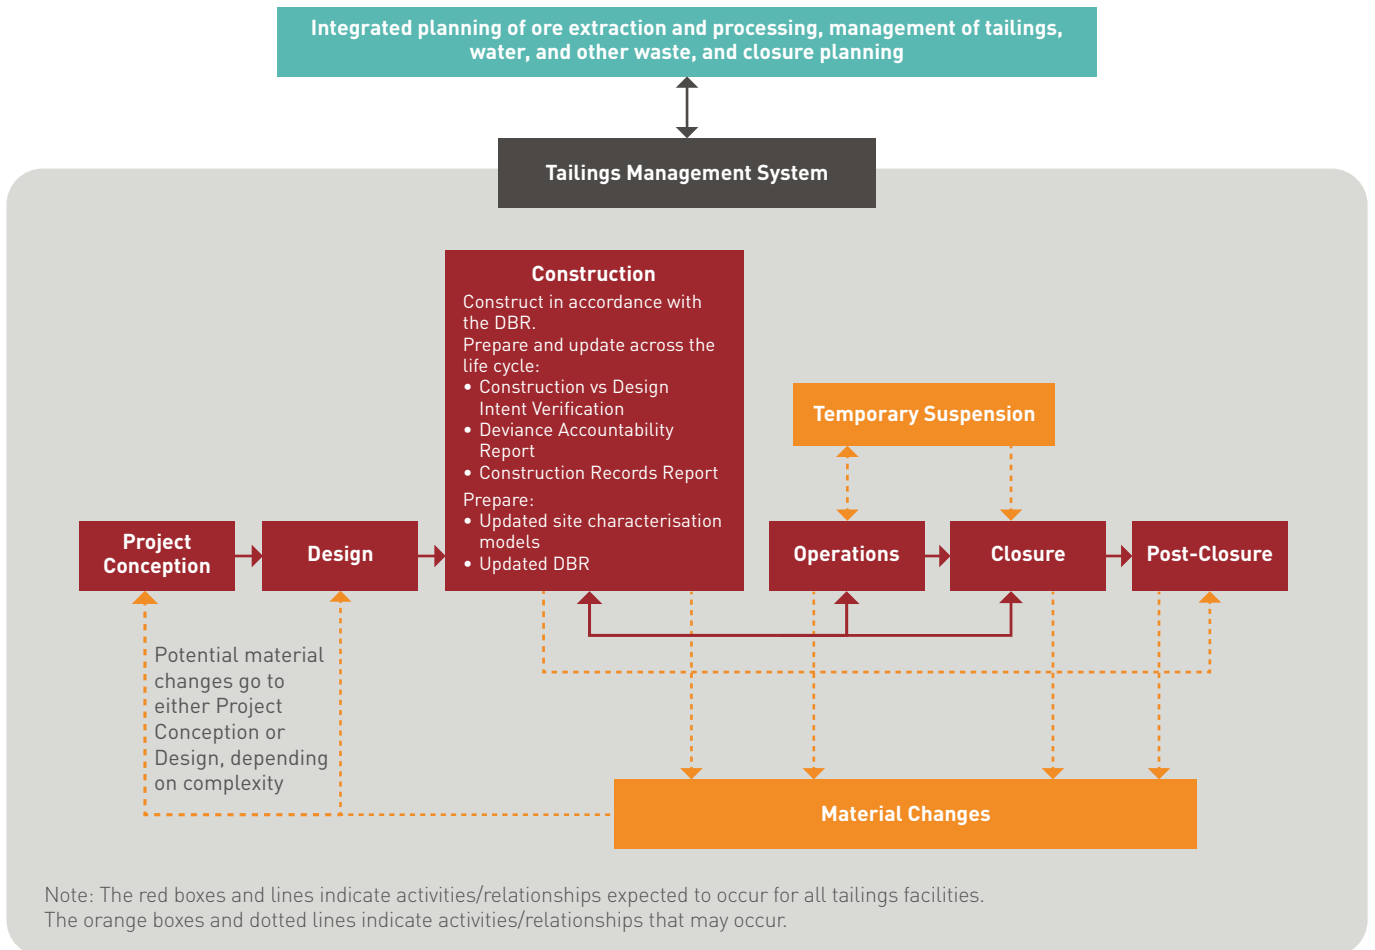 Integrated planning of ore extraction and processing, management of tailings,
water, and other waste, and closure planning
Tailings Management System
Construction
Construct in accordance with
the DBR.
Prepare and update across the
life cycle:
• Construction vs Design
Intent Verification
• Deviance Accountability
Report
• Construction Records Report
Prepare:
• Updated site characterisation
models
• Updated DBR
Temporary Suspension
Project
Conception
Design
Operations
Closure
Post-Closure
Potential material
changes go to
either Project
Conception or
Design, depending
on complexity
Material Changes
Note: The red boxes and lines indicate activities/relationships expected to occur for all tailings facilities.
The orange boxes and dotted lines indicate activities/relationships that may occur.